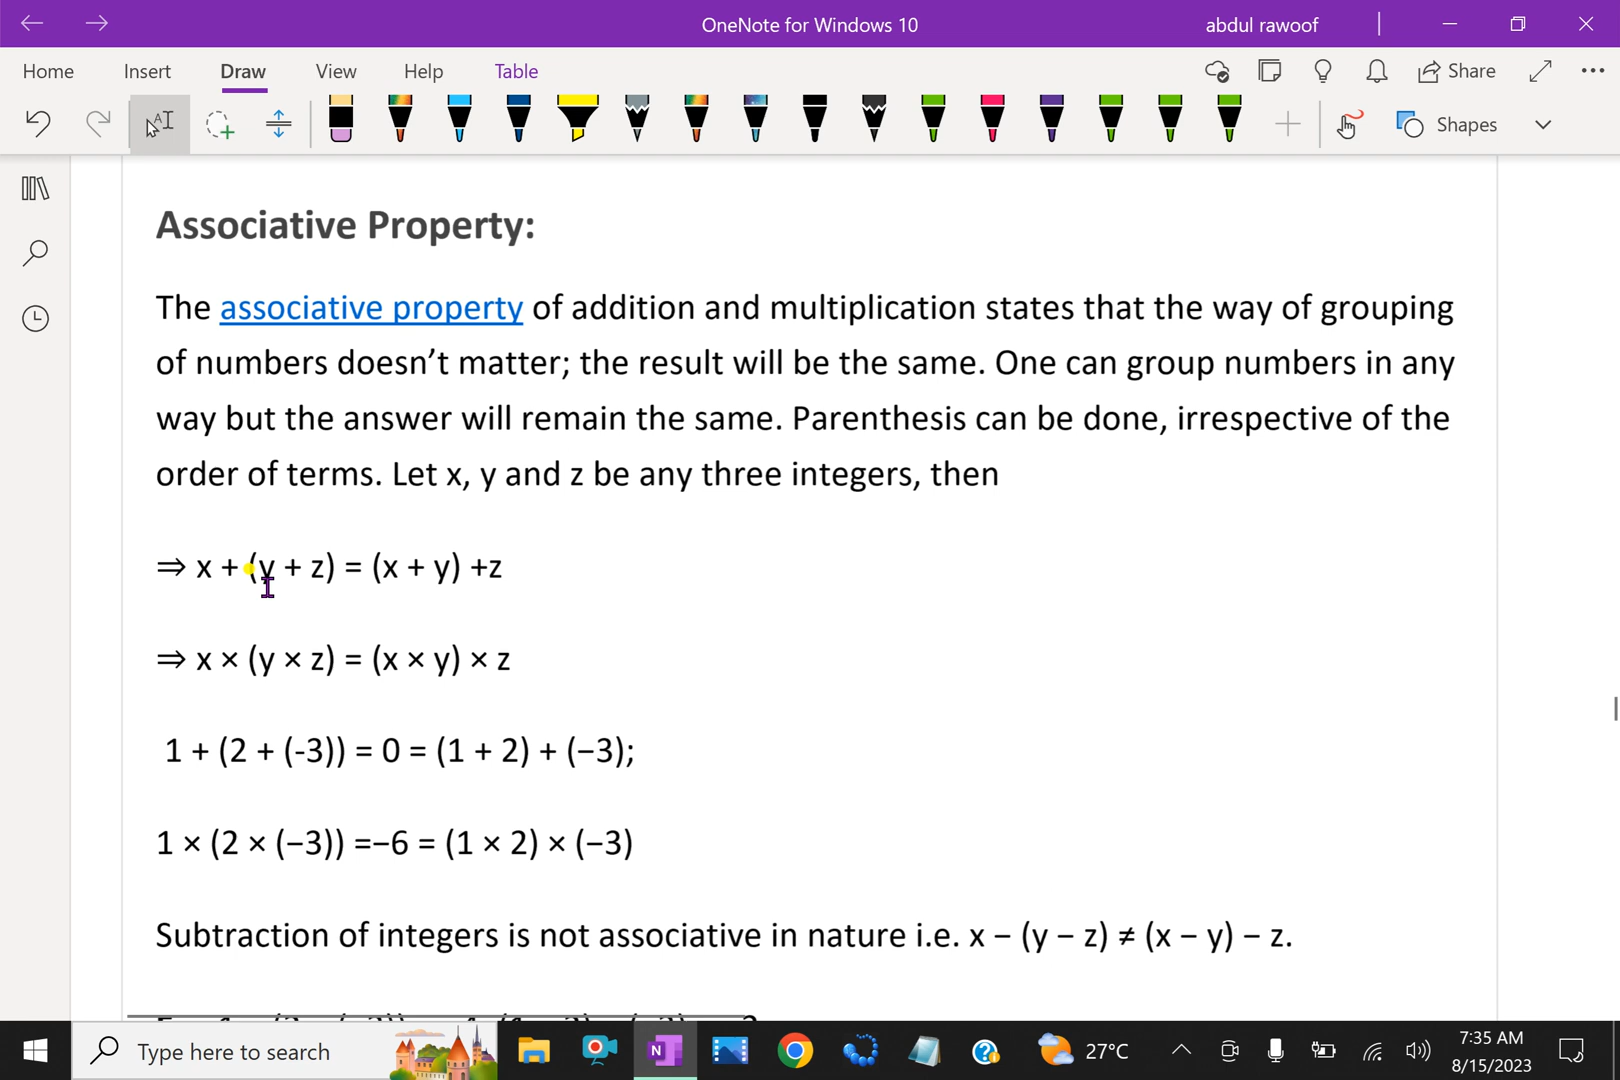 OneNote for Windows 10
abdul rawoof
Home Insert Draw View Help Table
Share
Shapes
Associative Property:
The associative property of addition and multiplication states that the way of grouping
of numbers doesn’t matter; the result will be the same. One can group numbers in any
way but the answer will remain the same. Parenthesis can be done, irrespective of the
order of terms. Let x, y and z be any three integers, then
⇒ x + (y + z) = (x + y) +z
⇒ x × (y × z) = (x × y) × z
1 + (2 + (-3)) = 0 = (1 + 2) + (−3);
1 × (2 × (−3)) =−6 = (1 × 2) × (−3)
Subtraction of integers is not associative in nature i.e. x − (y − z) ≠ (x − y) − z.
Type here to search
27°C
7:35 AM
8/15/2023